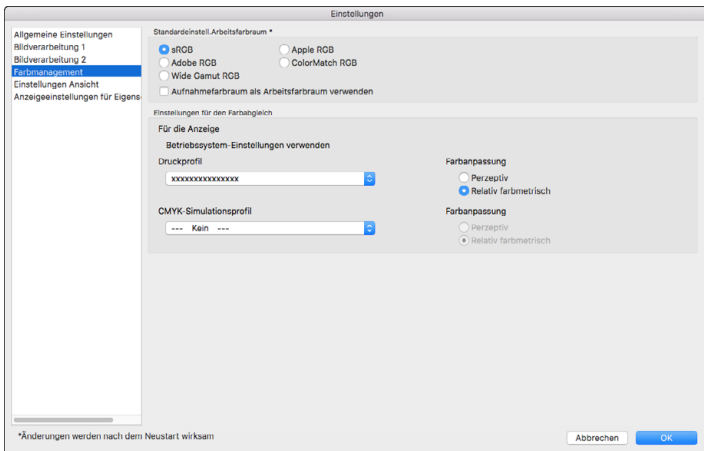 Einstellungen
Allgemeine Einstellungen
Bildverarbeitung 1
Bildverarbeitung 2
Farbmanagement
Einstellungen Ansicht
Anzeigeeinstellungen für Eigens
Standardeinstell.Arbeitsfarbraum *
sRGB
Apple RGB
Adobe RGB
ColorMatch RGB
Wide Gamut RGB
Aufnahmefarbraum als Arbeitsfarbraum verwenden
Einstellungen für den Farbabgleich
Für die Anzeige
Betriebssystem-Einstellungen verwenden
Druckprofil
Farbanpassung
xxxxxxxxxxxxxx
Perzeptiv
Relativ farbmetrisch
CMYK-Simulationsprofil
Farbanpassung
--- Kein ---
Perzeptiv
Relativ farbmetrisch
*Änderungen werden nach dem Neustart wirksam
Abbrechen
OK